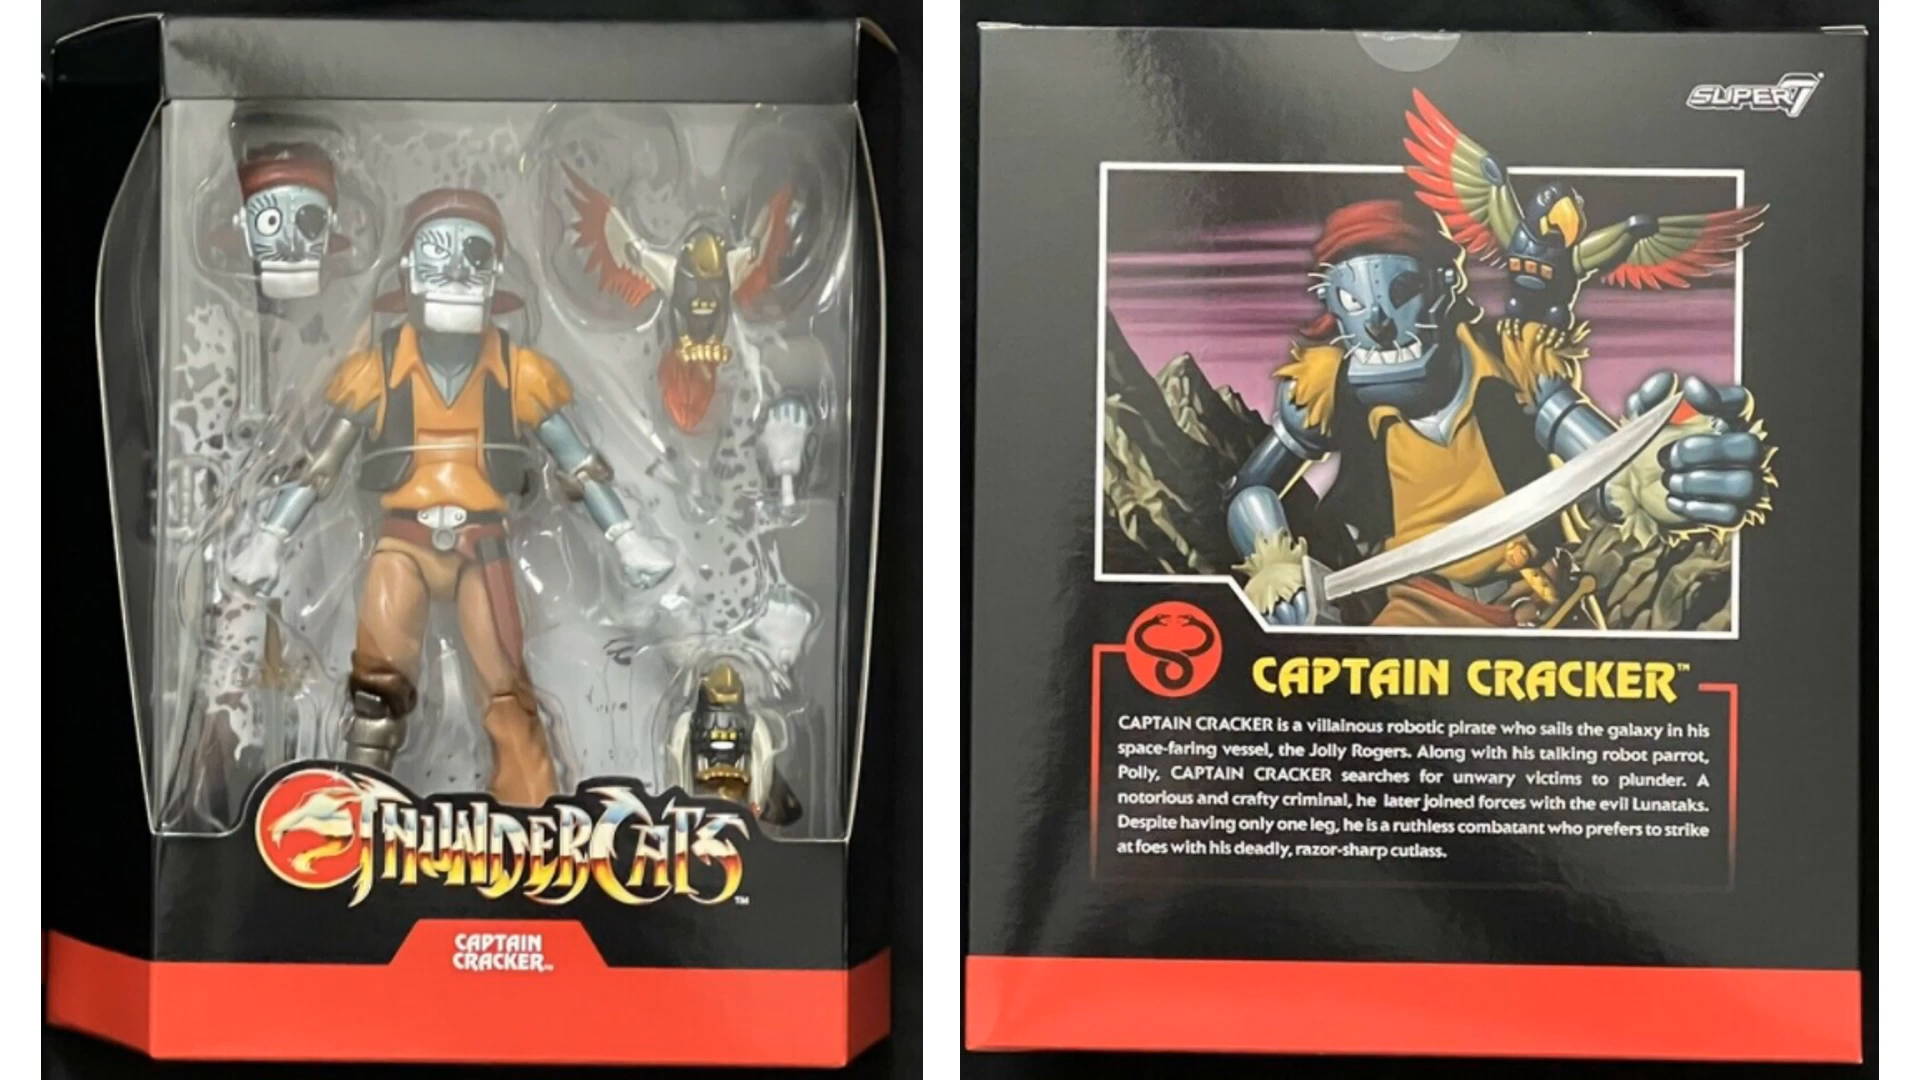 THUNDERCATS™
CAPTAIN
CRACKER™
SUPER7
CAPTAIN CRACKER™
CAPTAIN CRACKER is a villainous robotic pirate who sails the galaxy in his
space-faring vessel, the Jolly Rogers. Along with his talking robot parrot,
Polly, CAPTAIN CRACKER searches for unwary victims to plunder. A
notorious and crafty criminal, he later joined forces with the evil Lunataks.
Despite having only one leg, he is a ruthless combatant who prefers to strike
at foes with his deadly, razor-sharp cutlass.